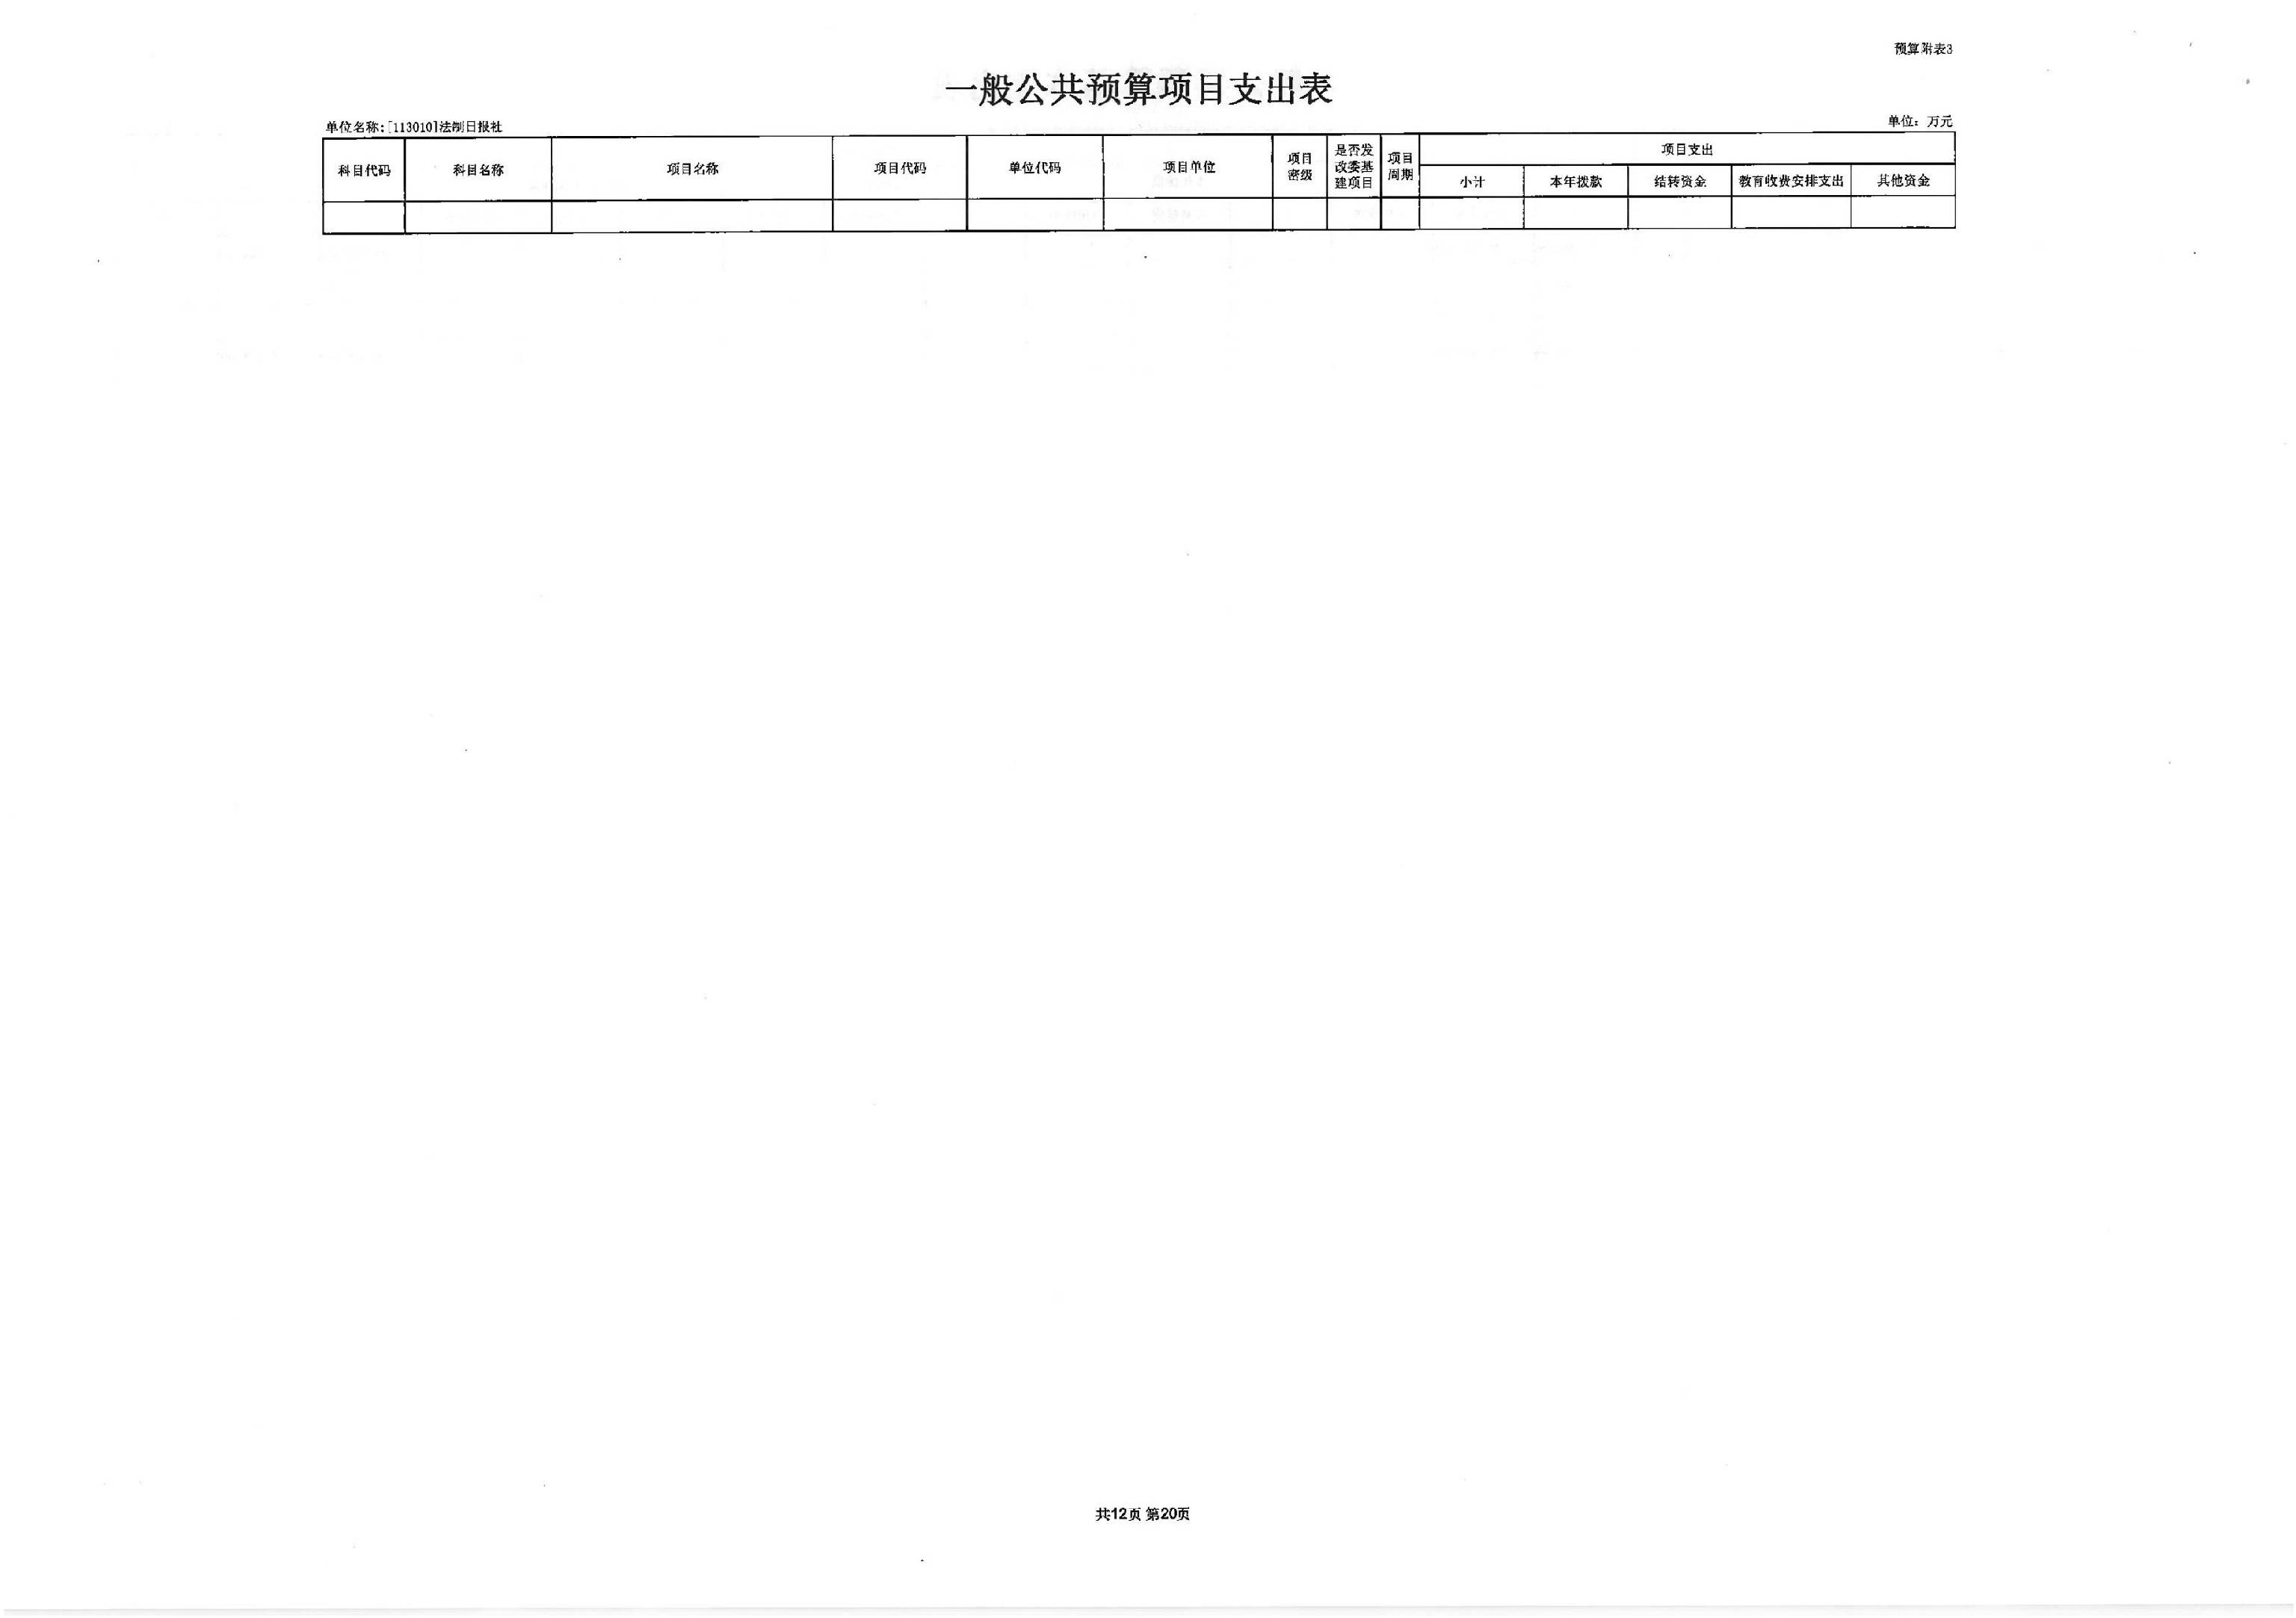 预算附表3
一般公共预算项目支出表
单位名称:[113010]法制日报社
单位：万元
科目代码
科目名称
项目名称
项目代码
单位代码
项目单位
项目
密级
是否发
改委基
建项目
项目
周期
项目支出
小计
本年拨款
结转资金
教育收费安排支出
其他资金
共12页 第20页